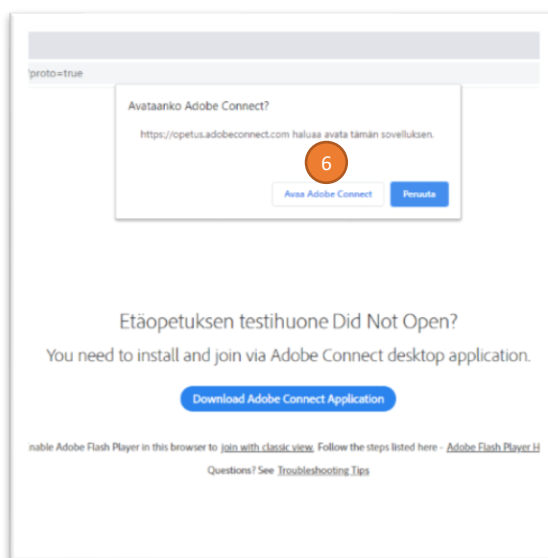 ?proto=true
Avataanko Adobe Connect?
https://opetus.adobeconnect.com haluaa avata tämän sovelluksen.
6
Avaa Adobe Connect
Peruuta
Etäopetuksen testihuone Did Not Open?
You need to install and join via Adobe Connect desktop application.
Download Adobe Connect Application
nable Adobe Flash Player in this browser to join with classic view. Follow the steps listed here - Adobe Flash Player H
Questions? See Troubleshooting Tips